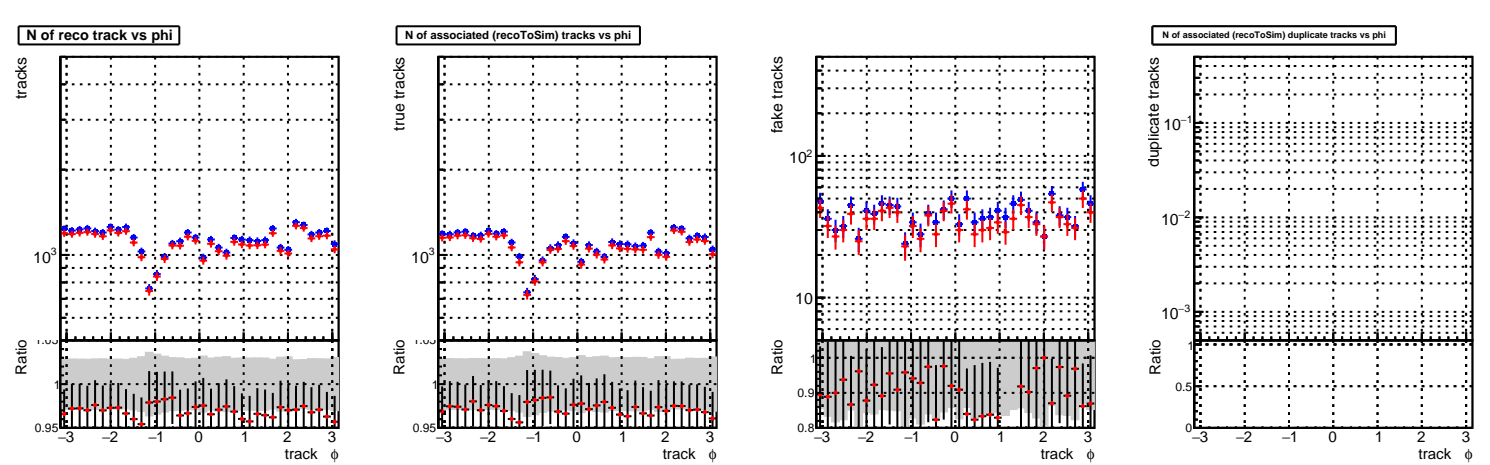 N of reco track vs phi
tracks
10³
Ratio
1.05
1
0.95
−3 −2 −1 0 1 2 3
track ϕ
N of associated (recoToSim) tracks vs phi
true tracks
10³
Ratio
1.05
1
0.95
−3 −2 −1 0 1 2 3
track ϕ
fake tracks
10²
10
Ratio
1
0.9
0.8
−3 −2 −1 0 1 2 3
track ϕ
N of associated (recoToSim) duplicate tracks vs phi
duplicate tracks
10⁻¹
10⁻²
10⁻³
Ratio
1
0.5
0
−3 −2 −1 0 1 2 3
track ϕ